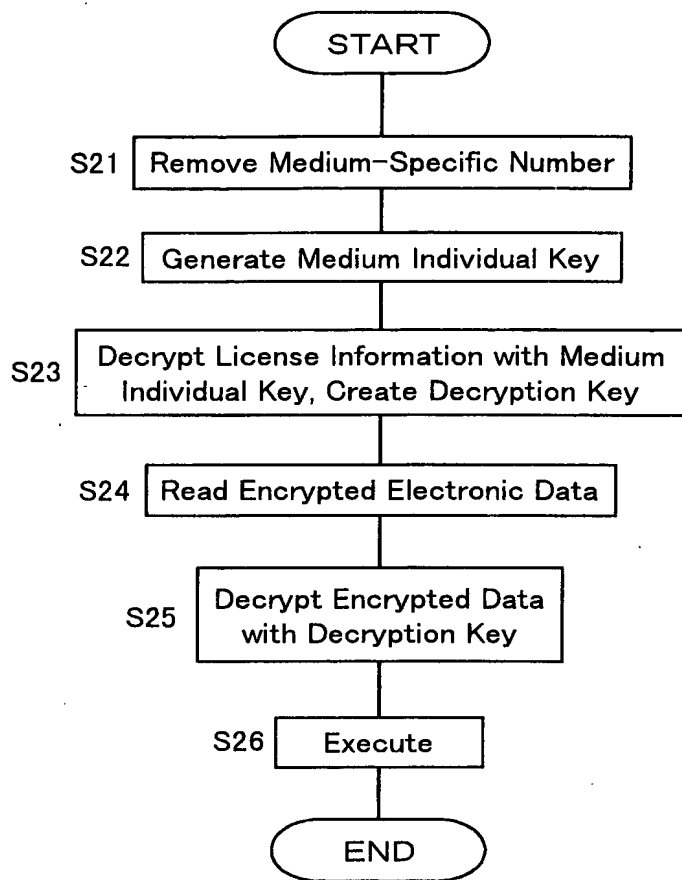 START
S21 Remove Medium-Specific Number
S22 Generate Medium Individual Key
S23 Decrypt License Information with Medium
Individual Key, Create Decryption Key
S24 Read Encrypted Electronic Data
S25 Decrypt Encrypted Data
with Decryption Key
S26 Execute
END